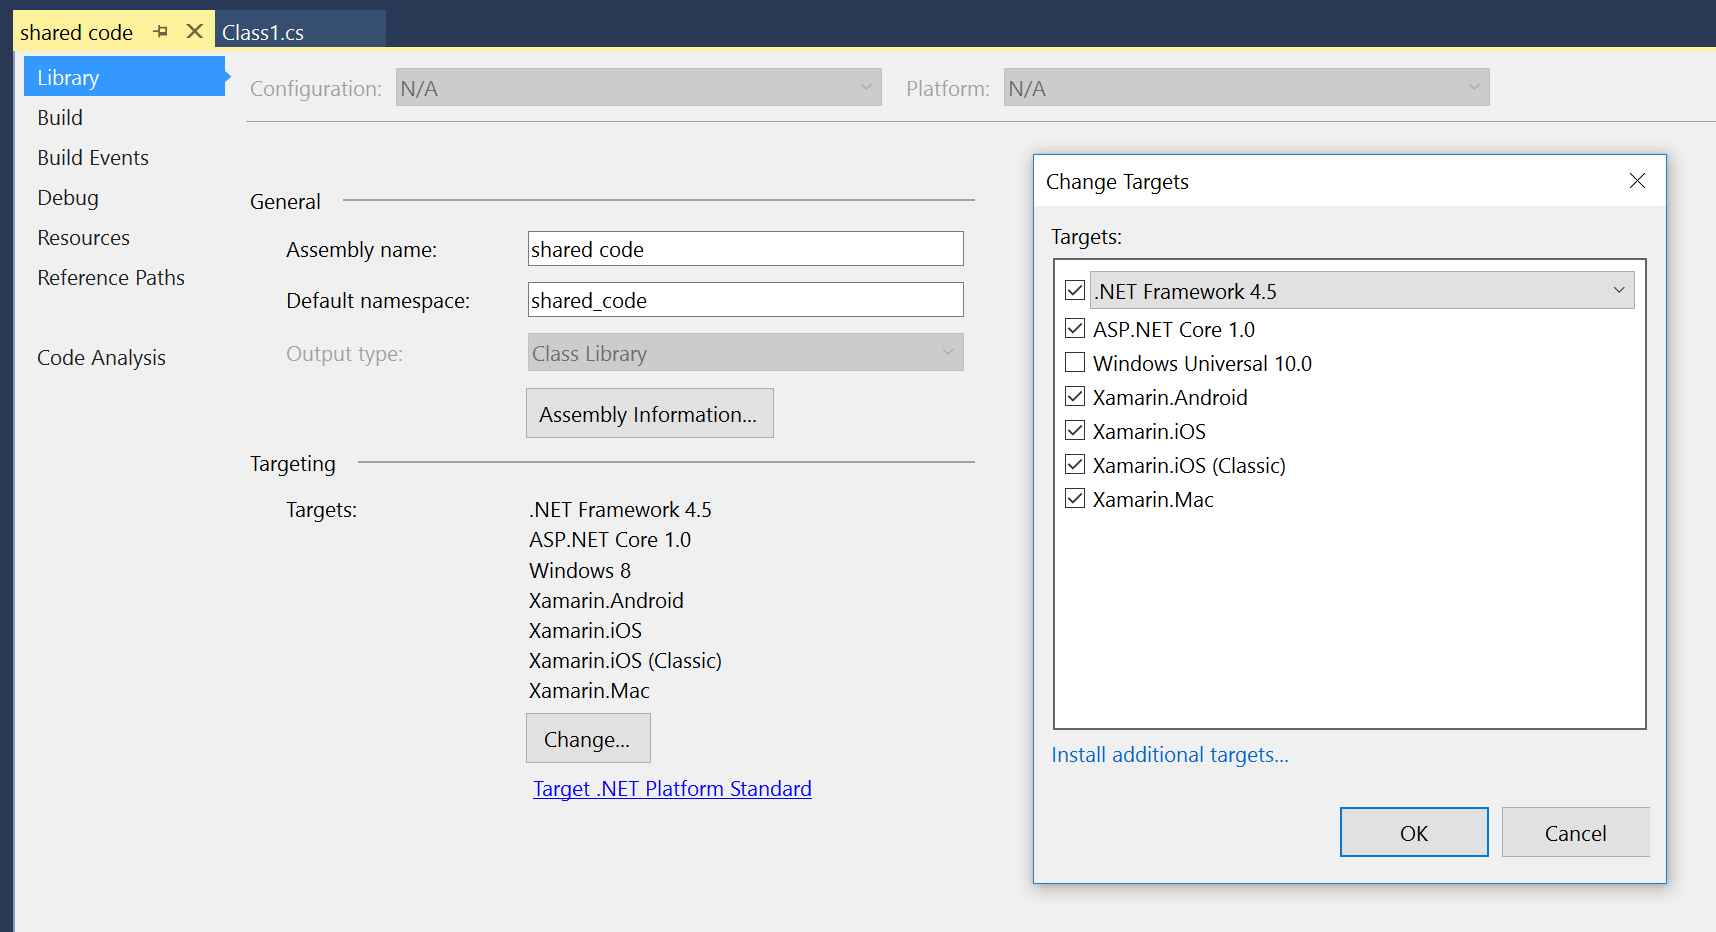 shared code
Class1.cs
Library
Build
Build Events
Debug
Resources
Reference Paths
Code Analysis
Configuration: N/A Platform: N/A
General
Assembly name: shared code
Default namespace: shared_code
Output type: Class Library
Assembly Information...
Targeting
Targets:
.NET Framework 4.5
ASP.NET Core 1.0
Windows 8
Xamarin.Android
Xamarin.iOS
Xamarin.iOS (Classic)
Xamarin.Mac
Change...
Target .NET Platform Standard
Change Targets
Targets:
.NET Framework 4.5
ASP.NET Core 1.0
Windows Universal 10.0
Xamarin.Android
Xamarin.iOS
Xamarin.iOS (Classic)
Xamarin.Mac
Install additional targets...
OK
Cancel